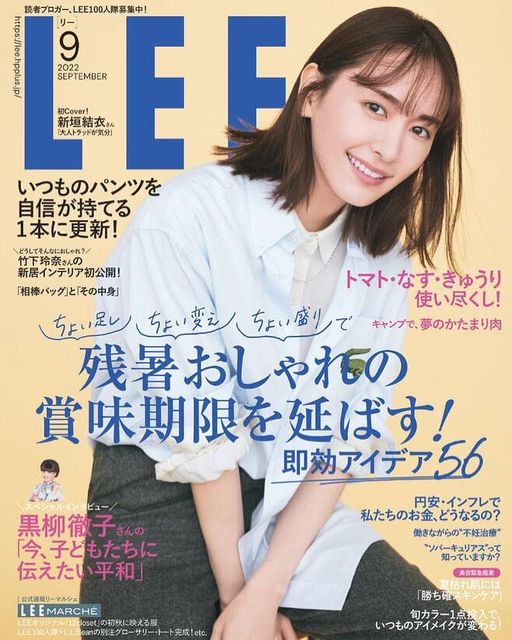 読者ブロガー、LEE100人隊募集中！
https://lee.hpplus.jp/
LEE
[リー]
9
2022
SEPTEMBER
初Cover!
新垣結衣さん
「大人トラッドが気分」
いつものパンツを
自信が持てる
1本に更新！
どうしてそんなにおしゃれ？
竹下玲奈さんの
新居インテリア初公開！
「相棒バッグ」と「その中身」
トマト・なす・きゅうり
使い尽くし！
キャンプで、夢のかたまり肉
ちょい足し ちょい変え ちょい盛りで
残暑おしゃれの
賞味期限を延ばす！
即効アイデア56
スペシャルインタビュー
黒柳徹子さんの
「今、子どもたちに
伝えたい平和」
円安・インフレで
私たちのお金、どうなる？
働きながらの“不妊治療”
“ソバーキュリアス”って
知っていますか？
美容緊急提案
夏枯れ肌には
「勝ち確スキンケア」
旬カラー1点投入で、
いつものアイメイクが変わる！
公式通販リーマルシェ
LEEMARCHÉ
LEEオリジナル「12closet」の初秋に映える服
LEE100人隊・L.L.Beanの別注グローサリー・トート完成！etc.